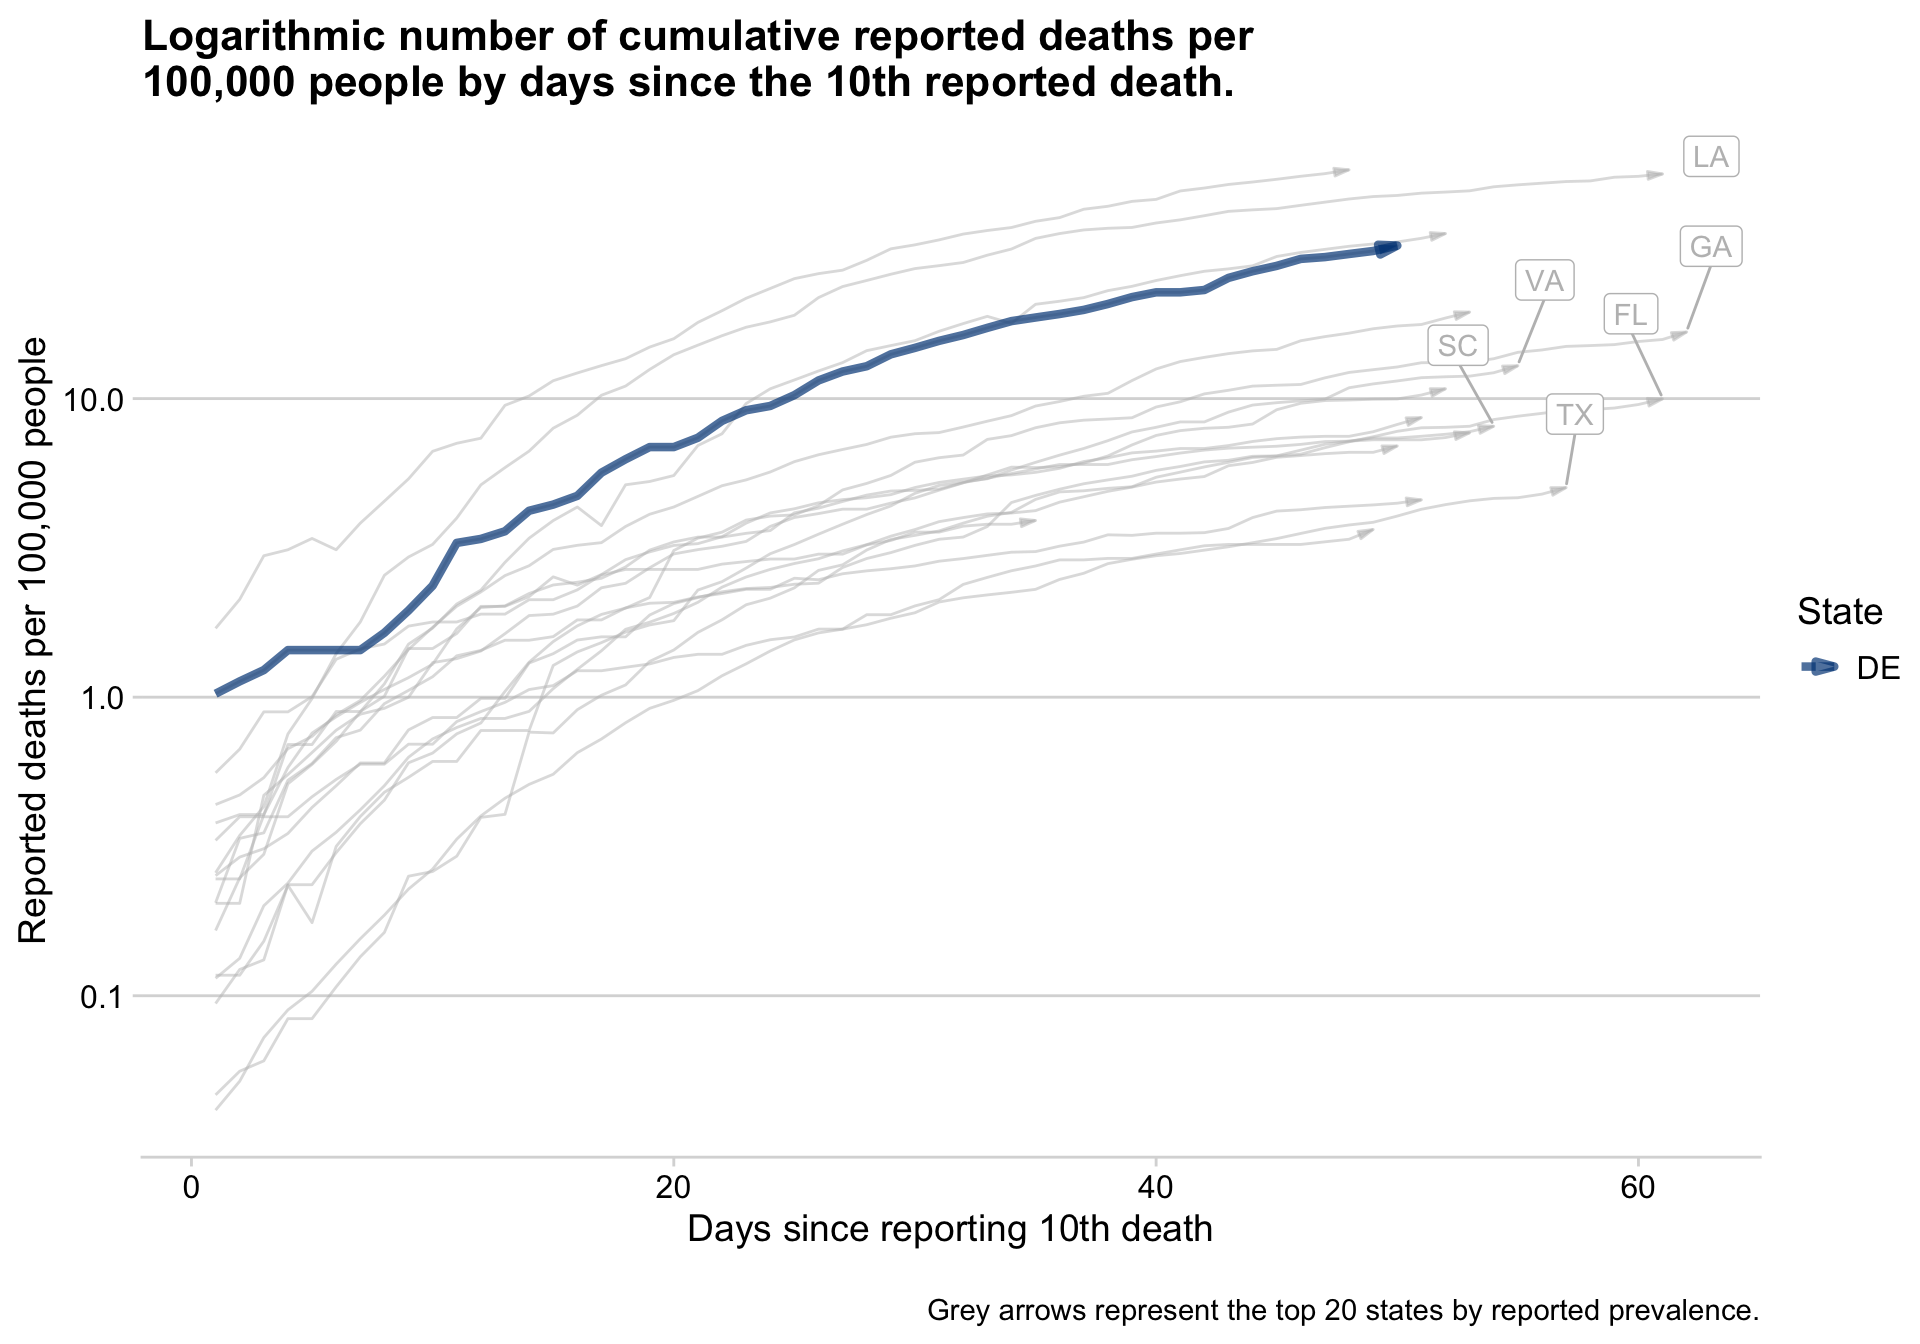 Logarithmic number of cumulative reported deaths per
100,000 people by days since the 10th reported death.
Reported deaths per 100,000 people
10.0
1.0
0.1
LA
GA
VA
FL
SC
TX
State
DE
0
20
40
60
Days since reporting 10th death
Grey arrows represent the top 20 states by reported prevalence.